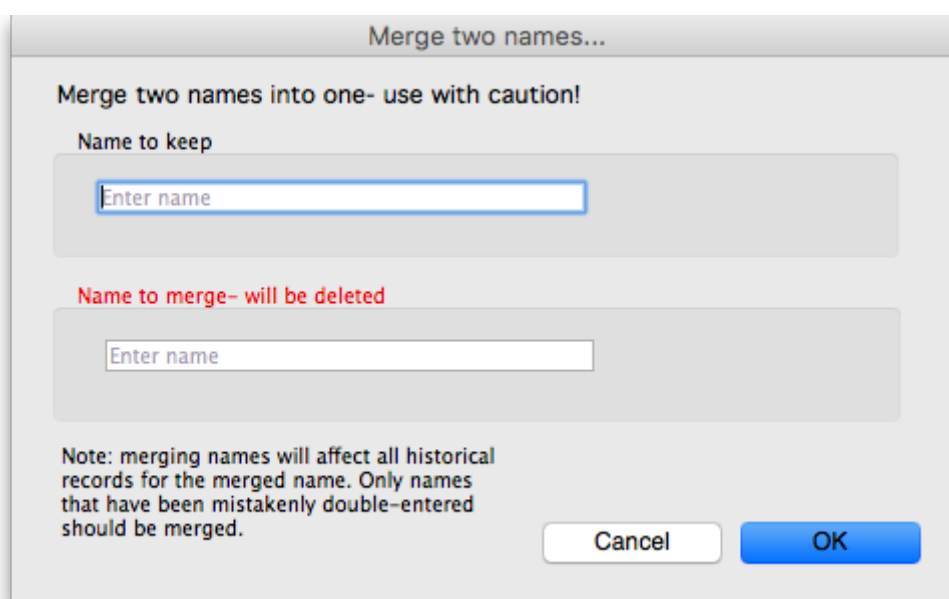 Merge two names...
Merge two names into one- use with caution!
Name to keep
Enter name
Name to merge– will be deleted
Enter name
Note: merging names will affect all historical
records for the merged name. Only names
that have been mistakenly double–entered
should be merged.
Cancel
OK